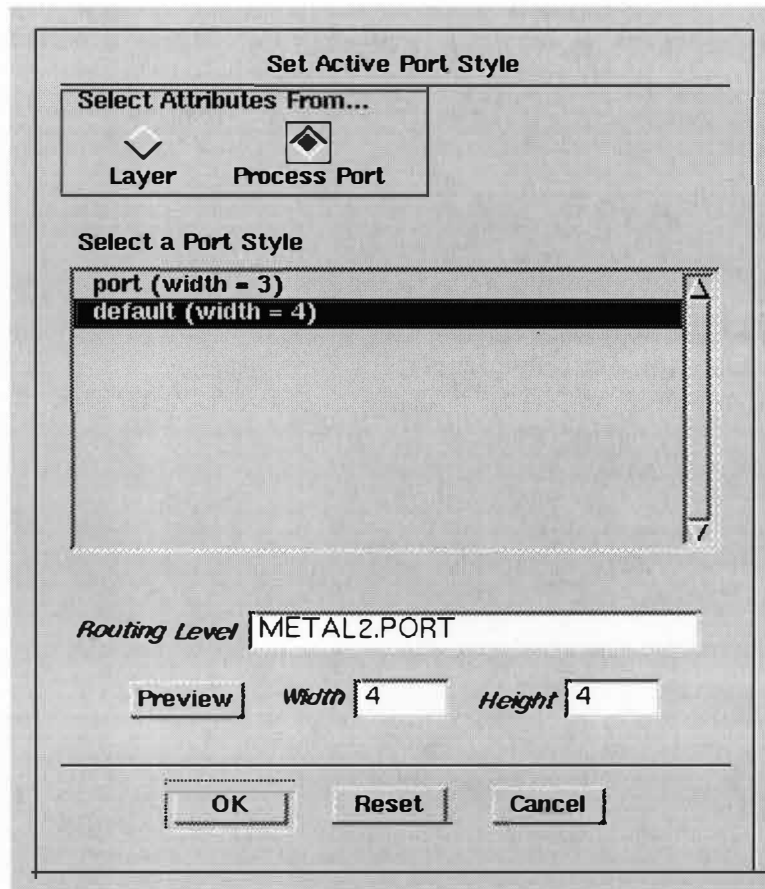 Set Active Port Style
Select Attributes From...
Layer Process Port
Select a Port Style
port (width = 3)
default (width = 4)
Routing Level METAL2.PORT
Preview Width 4 Height 4
OK Reset Cancel